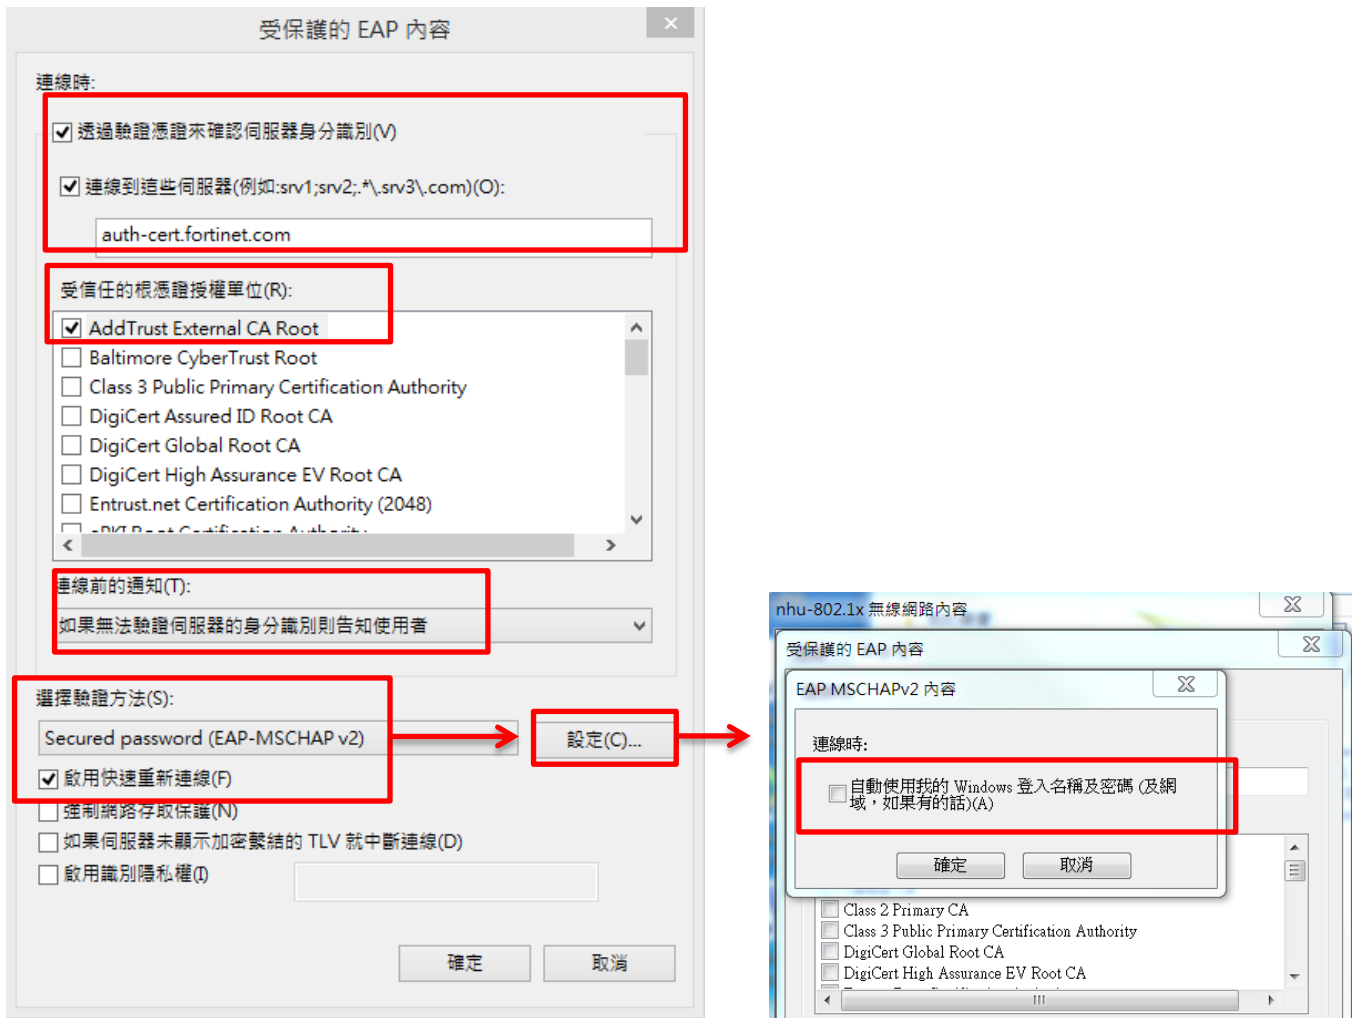 受保護的 EAP 內容
連線時:
透過驗證憑證來確認伺服器身分識別(V)
連線到這些伺服器(例如:srv1;srv2;.*\.srv3\.com)(O):
auth-cert.fortinet.com
受信任的根憑證授權單位(R):
AddTrust External CA Root
Baltimore CyberTrust Root
Class 3 Public Primary Certification Authority
DigiCert Assured ID Root CA
DigiCert Global Root CA
DigiCert High Assurance EV Root CA
Entrust.net Certification Authority (2048)
ePKI Root Certification Authority
連線前的通知(T):
如果無法驗證伺服器的身分識別則告知使用者
選擇驗證方法(S):
Secured password (EAP-MSCHAP v2)
設定(C)...
啟用快速重新連線(F)
強制網路存取保護(N)
如果伺服器未顯示加密繫結的 TLV 就中斷連線(D)
啟用識別隱私權(I)
確定
取消
nhu-802.1x 無線網路內容
受保護的 EAP 內容
EAP MSCHAPv2 內容
連線時:
自動使用我的 Windows 登入名稱及密碼 (及網
域，如果有的話)(A)
確定
取消
Class 2 Primary CA
Class 3 Public Primary Certification Authority
DigiCert Global Root CA
DigiCert High Assurance EV Root CA